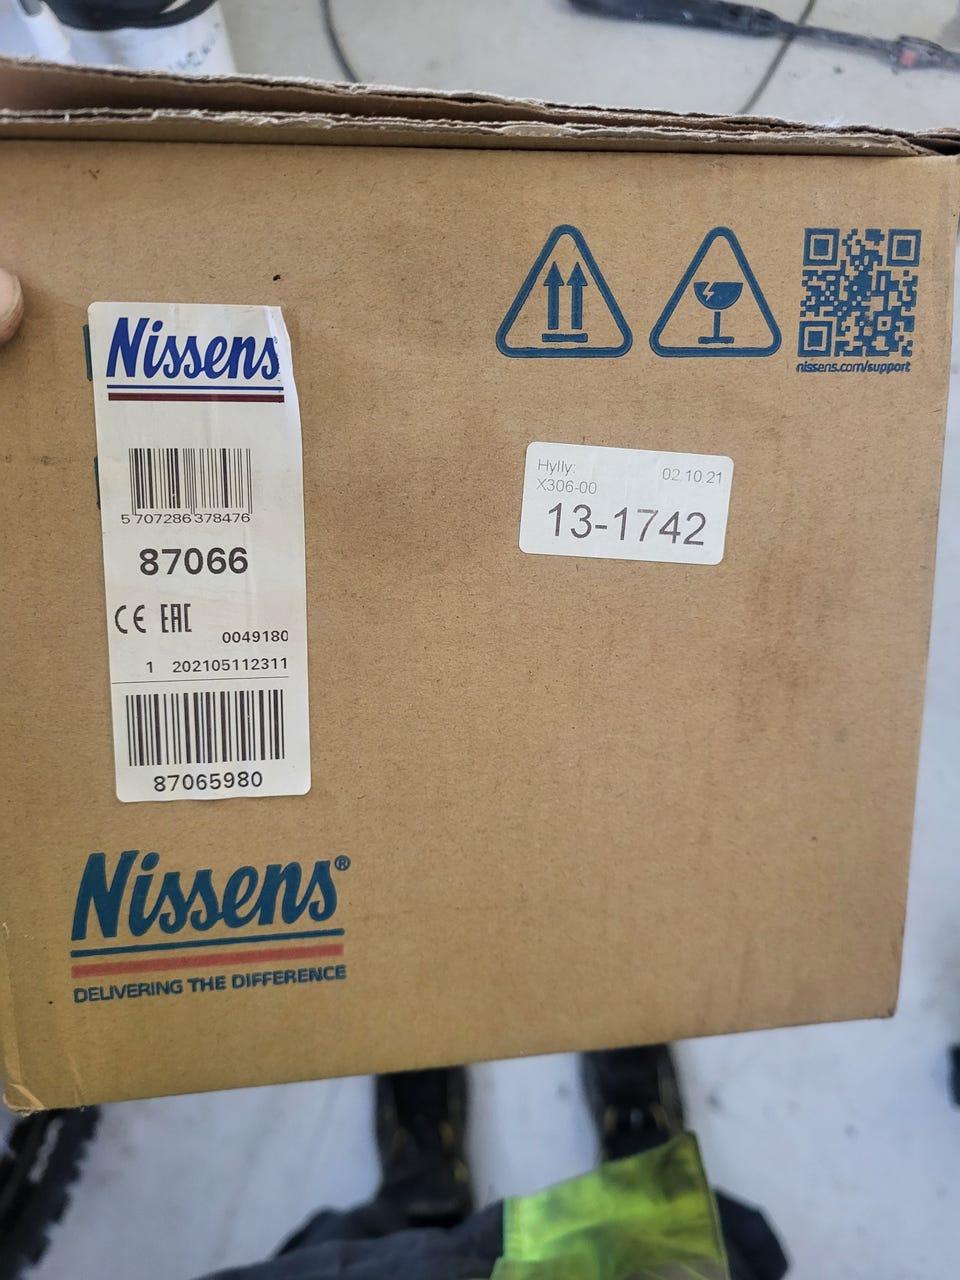 Nissens
5 707286 378476
87066
CE EAC
0049180
1 202105112311
87065980
nissens.com/support
Hylly: 02.10.21
X306-00
13-1742
Nissens®
DELIVERING THE DIFFERENCE